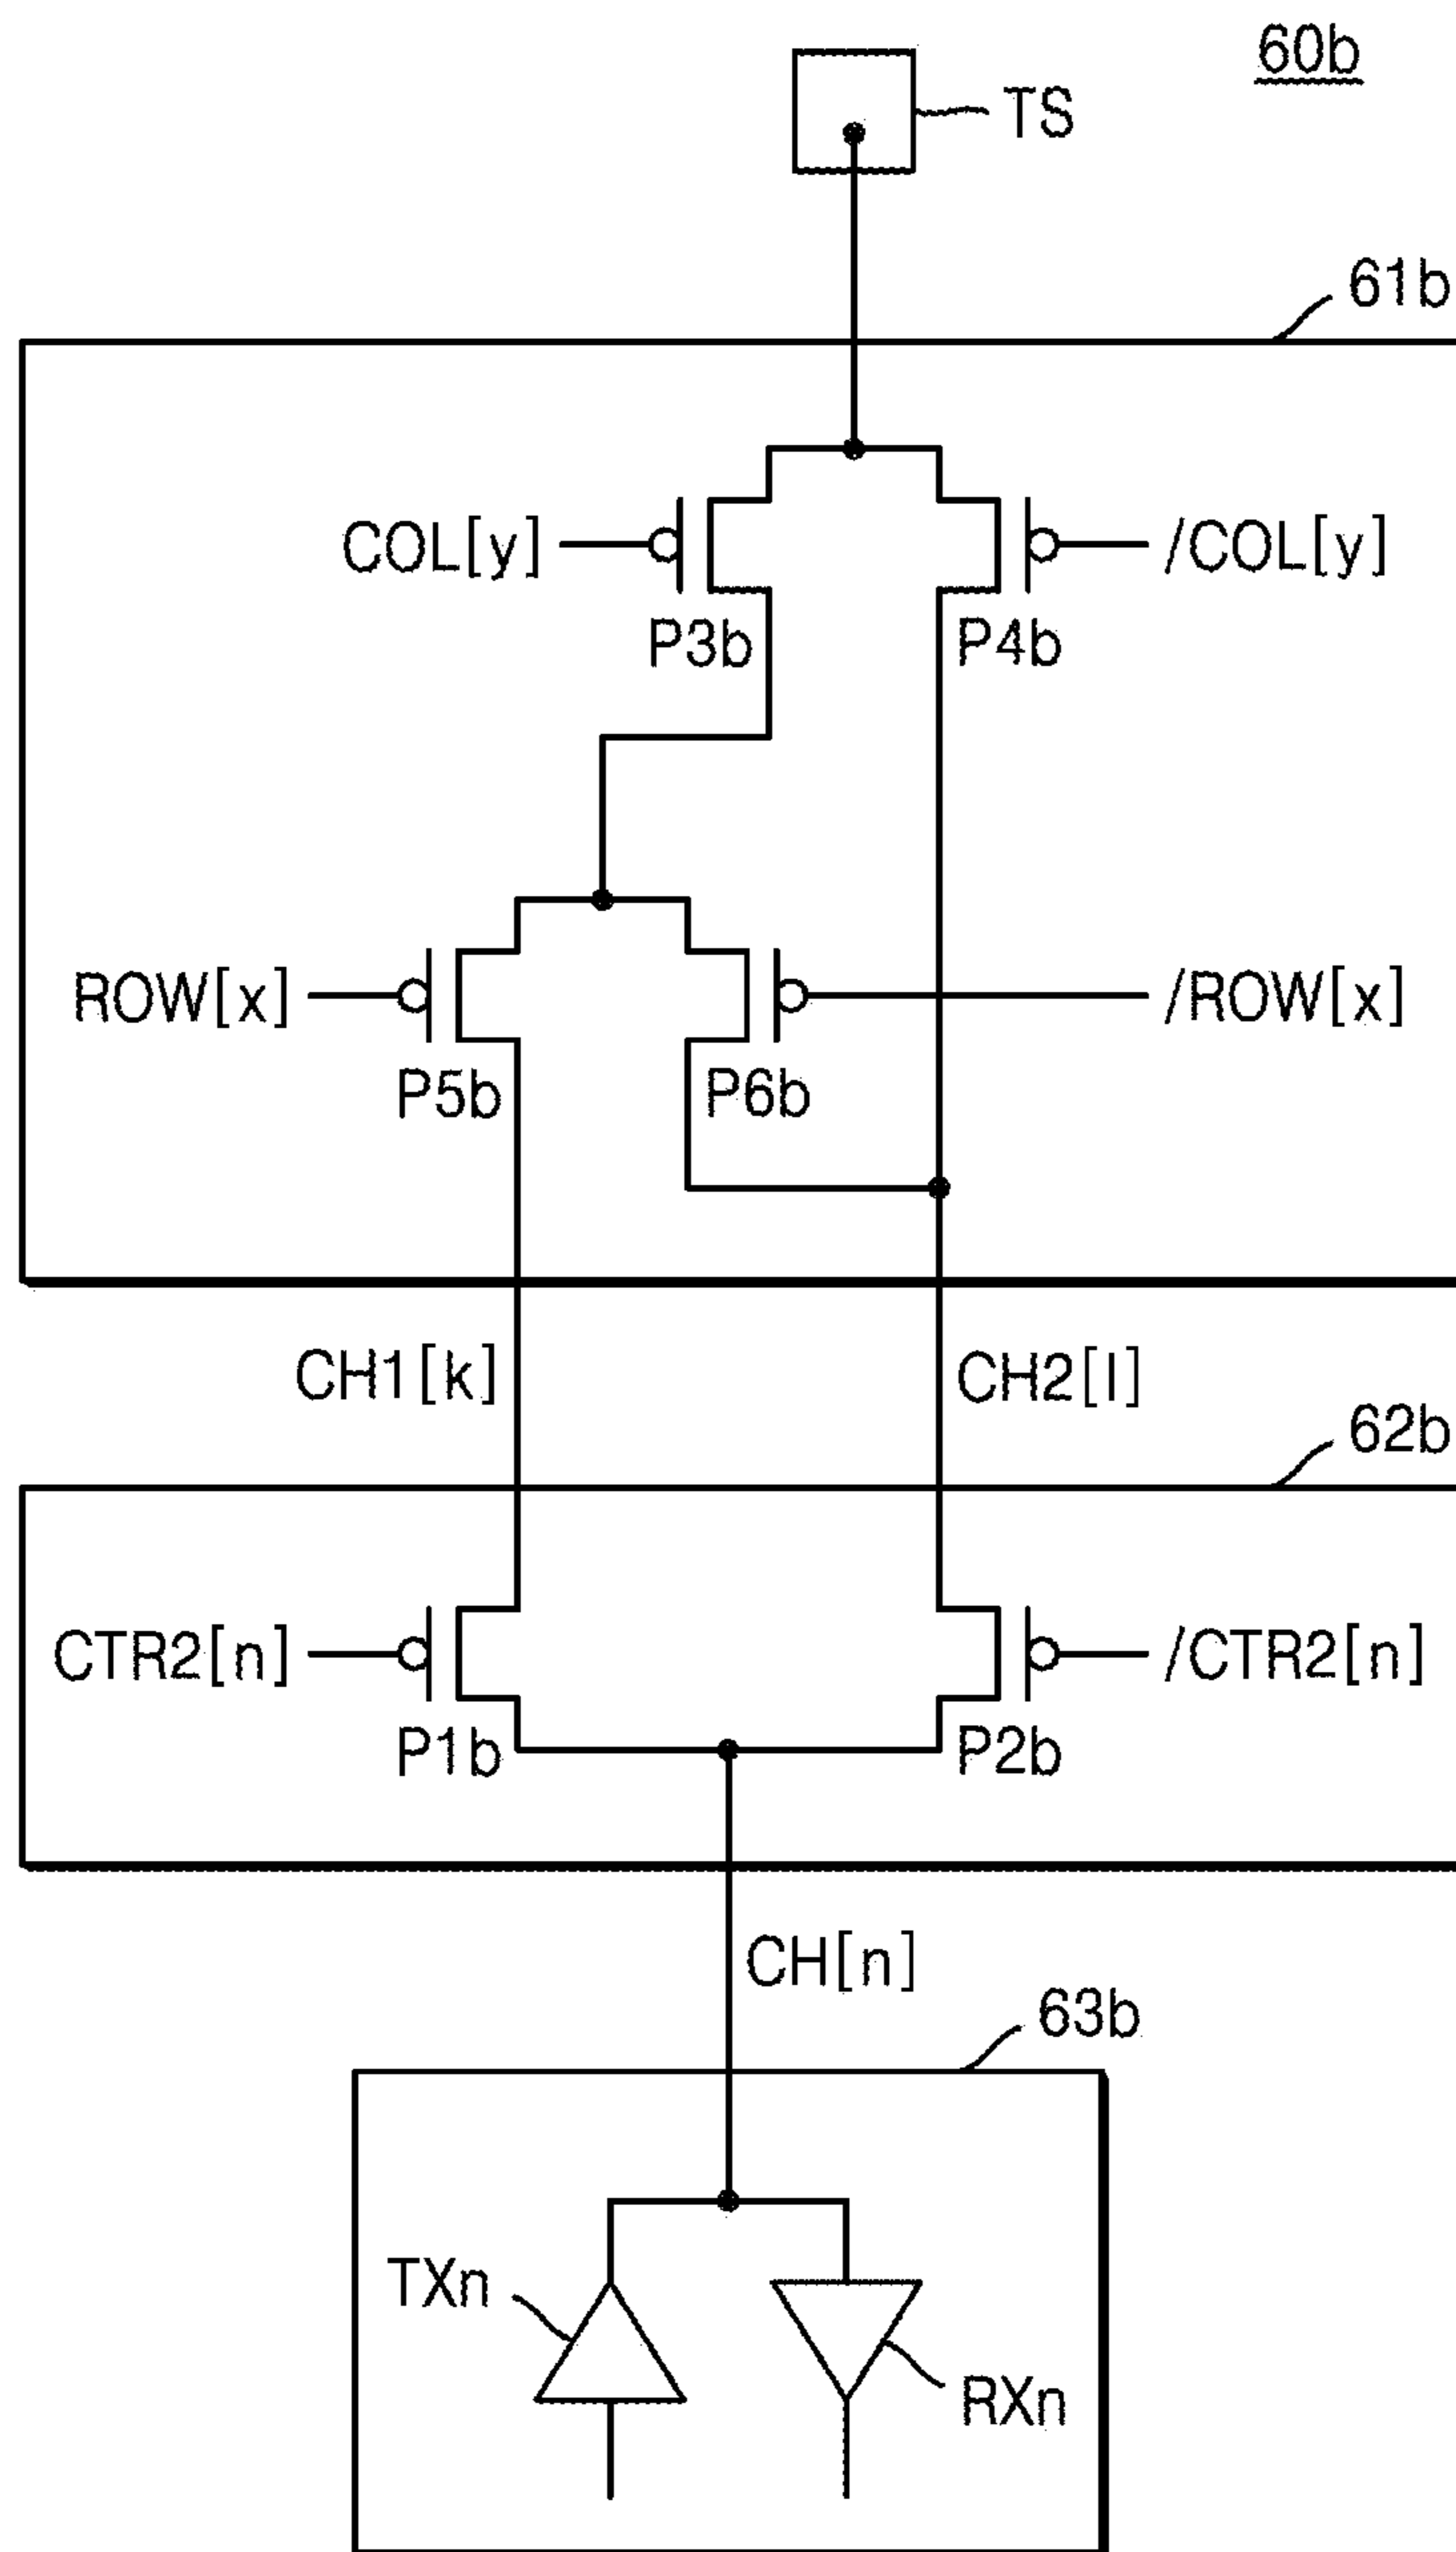 60b
TS
61b
COL[y]
/COL[y]
P3b
P4b
ROW[x]
/ROW[x]
P5b
P6b
CH1[k]
CH2[l]
62b
CTR2[n]
/CTR2[n]
P1b
P2b
CH[n]
63b
TXn
RXn